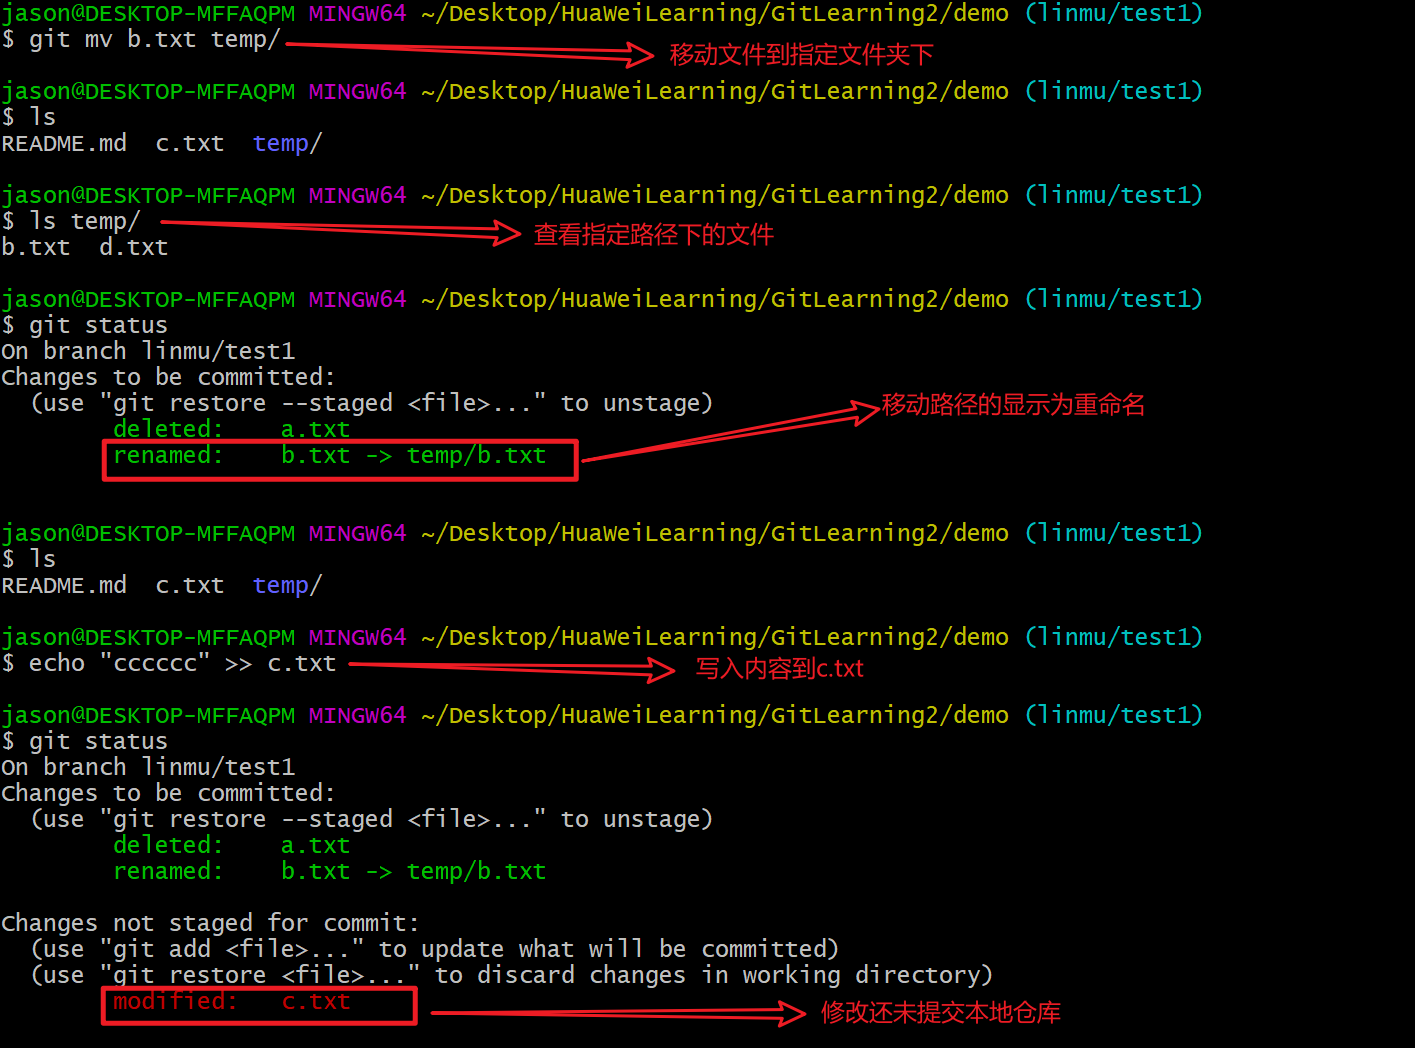 jason@DESKTOP-MFFAQPM MINGW64 ~/Desktop/HuaWeiLearning/GitLearning2/demo (linmu/test1)
$ git mv b.txt temp/
移动文件到指定文件夹下
jason@DESKTOP-MFFAQPM MINGW64 ~/Desktop/HuaWeiLearning/GitLearning2/demo (linmu/test1)
$ ls
README.md  c.txt  temp/
jason@DESKTOP-MFFAQPM MINGW64 ~/Desktop/HuaWeiLearning/GitLearning2/demo (linmu/test1)
$ ls temp/
查看指定路径下的文件
b.txt  d.txt
jason@DESKTOP-MFFAQPM MINGW64 ~/Desktop/HuaWeiLearning/GitLearning2/demo (linmu/test1)
$ git status
On branch linmu/test1
Changes to be committed:
  (use "git restore --staged <file>..." to unstage)
移动路径的显示为重命名
        deleted:    a.txt
        renamed:    b.txt -> temp/b.txt
jason@DESKTOP-MFFAQPM MINGW64 ~/Desktop/HuaWeiLearning/GitLearning2/demo (linmu/test1)
$ ls
README.md  c.txt  temp/
jason@DESKTOP-MFFAQPM MINGW64 ~/Desktop/HuaWeiLearning/GitLearning2/demo (linmu/test1)
$ echo "cccccc" >> c.txt
写入内容到c.txt
jason@DESKTOP-MFFAQPM MINGW64 ~/Desktop/HuaWeiLearning/GitLearning2/demo (linmu/test1)
$ git status
On branch linmu/test1
Changes to be committed:
  (use "git restore --staged <file>..." to unstage)
        deleted:    a.txt
        renamed:    b.txt -> temp/b.txt
Changes not staged for commit:
  (use "git add <file>..." to update what will be committed)
  (use "git restore <file>..." to discard changes in working directory)
        modified:   c.txt
修改还未提交本地仓库